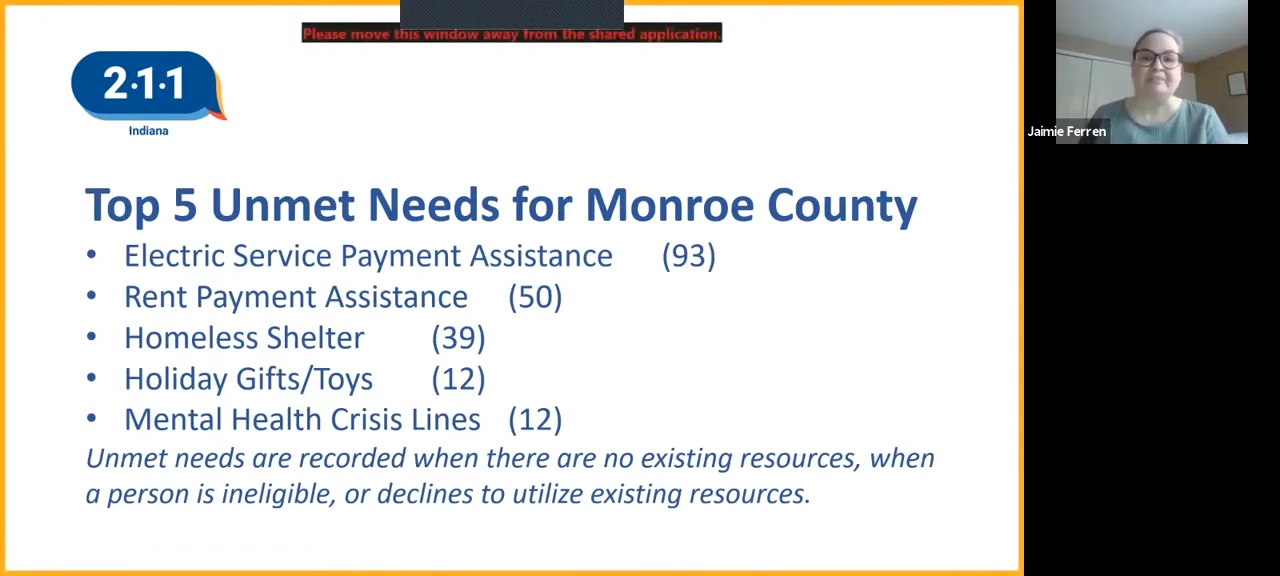 Please move this window away from the shared application.
2·1·1
Indiana
Jaimie Ferren
Top 5 Unmet Needs for Monroe County
• Electric Service Payment Assistance (93)
• Rent Payment Assistance (50)
• Homeless Shelter (39)
• Holiday Gifts/Toys (12)
• Mental Health Crisis Lines (12)
Unmet needs are recorded when there are no existing resources, when
a person is ineligible, or declines to utilize existing resources.